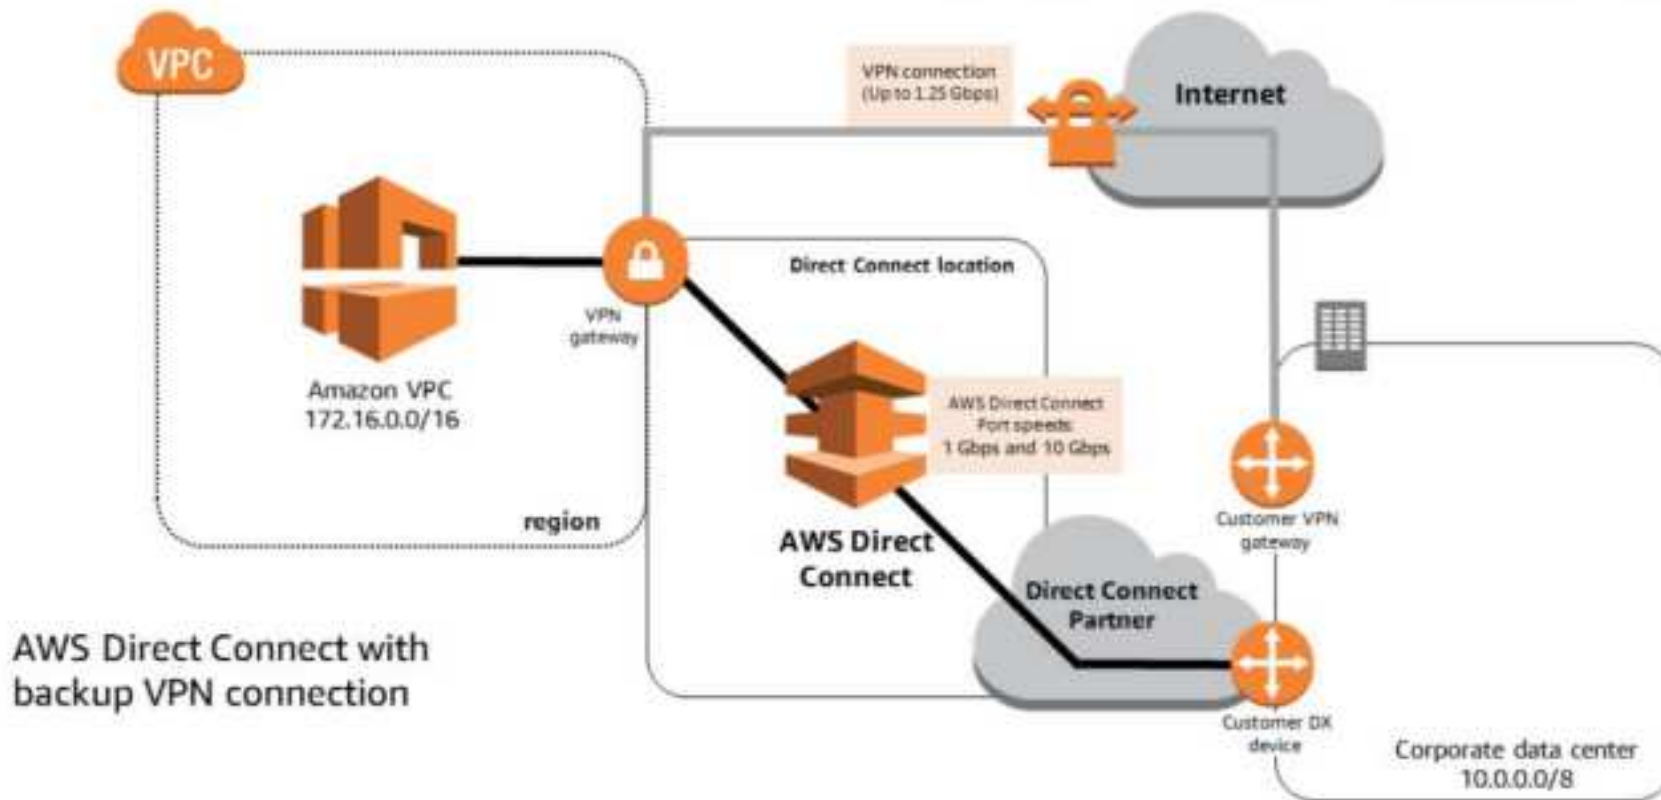 VPC
VPN connection
(Up to 1.25 Gbps)
Internet
Direct Connect location
VPN
gateway
Amazon VPC
172.16.0.0/16
AWS Direct Connect
Port speeds
1 Gbps and 10 Gbps
region
AWS Direct
Connect
Customer VPN
gateway
Direct Connect
Partner
AWS Direct Connect with
backup VPN connection
Customer DX
device
Corporate data center
10.0.0.0/8